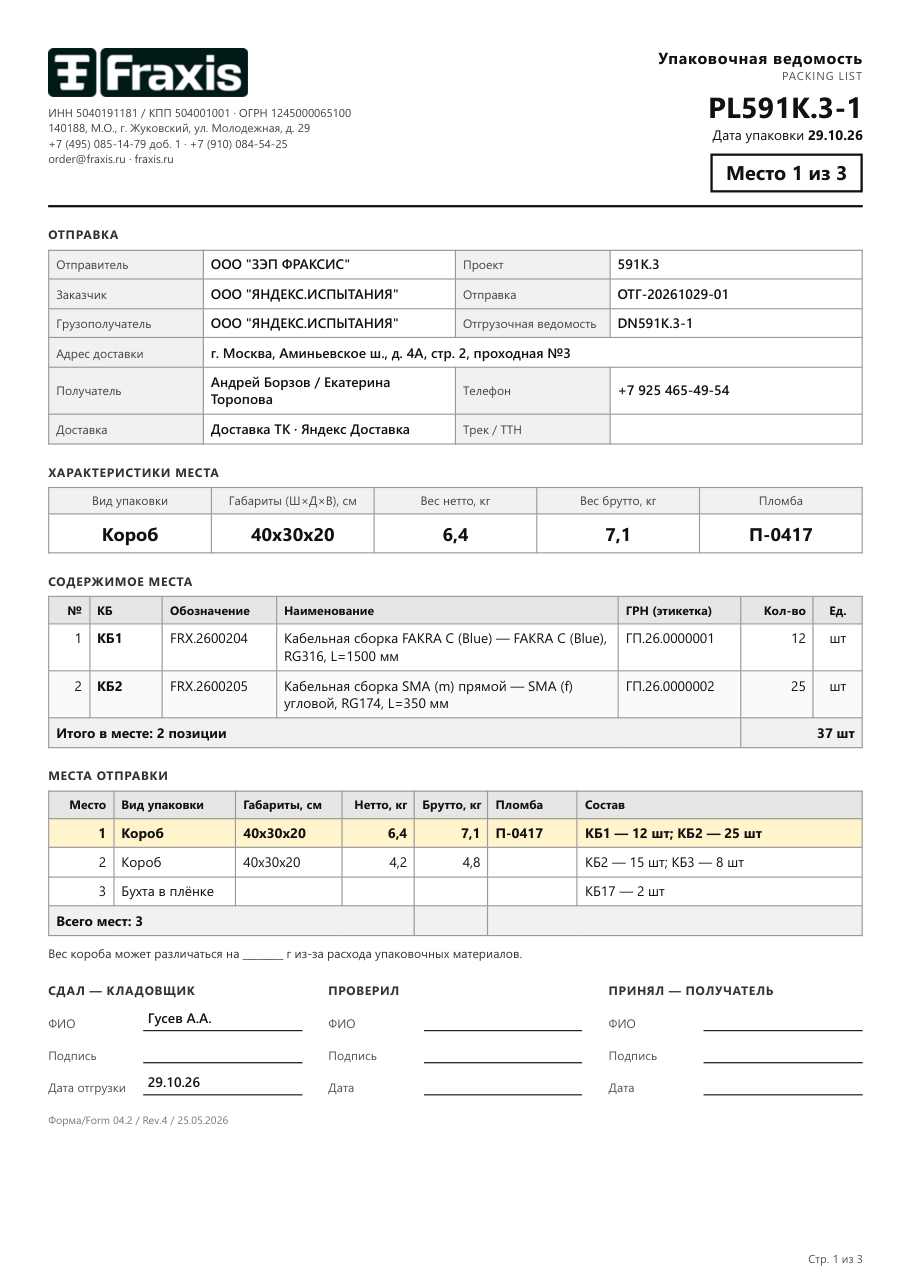 Fraxis
ИНН 5040191181 / КПП 504001001 · ОГРН 1245000065100
140188, М.О., г. Жуковский, ул. Молодежная, д. 29
+7 (495) 085-14-79 доб. 1 · +7 (910) 084-54-25
order@fraxis.ru · fraxis.ru
Упаковочная ведомость
PACKING LIST
PL591К.3-1
Дата упаковки 29.10.26
Место 1 из 3
ОТПРАВКА
Отправитель ООО "ЗЭП ФРАКСИС" Проект 591К.3
Заказчик ООО "ЯНДЕКС.ИСПЫТАНИЯ" Отправка ОТГ-20261029-01
Грузополучатель ООО "ЯНДЕКС.ИСПЫТАНИЯ" Отгрузочная ведомость DN591К.3-1
Адрес доставки г. Москва, Аминьевское ш., д. 4А, стр. 2, проходная №3
Получатель Андрей Борзов / Екатерина
Торопова Телефон +7 925 465-49-54
Доставка Доставка ТК · Яндекс Доставка Трек / ТТН
ХАРАКТЕРИСТИКИ МЕСТА
Вид упаковки Габариты (Ш×Д×В), см Вес нетто, кг Вес брутто, кг Пломба
Короб 40x30x20 6,4 7,1 П-0417
СОДЕРЖИМОЕ МЕСТА
№ КБ Обозначение Наименование ГРН (этикетка) Кол-во Ед.
1 КБ1 FRX.2600204 Кабельная сборка FAKRA C (Blue) — FAKRA C (Blue), ГП.26.0000001 12 шт
RG316, L=1500 мм
2 КБ2 FRX.2600205 Кабельная сборка SMA (m) прямой — SMA (f) ГП.26.0000002 25 шт
угловой, RG174, L=350 мм
Итого в месте: 2 позиции 37 шт
МЕСТА ОТПРАВКИ
Место Вид упаковки Габариты, см Нетто, кг Брутто, кг Пломба Состав
1 Короб 40x30x20 6,4 7,1 П-0417 КБ1 — 12 шт; КБ2 — 25 шт
2 Короб 40x30x20 4,2 4,8 КБ2 — 15 шт; КБ3 — 8 шт
3 Бухта в плёнке КБ17 — 2 шт
Всего мест: 3
Вес короба может различаться на ______ г из-за расхода упаковочных материалов.
СДАЛ — КЛАДОВЩИК ПРОВЕРИЛ ПРИНЯЛ — ПОЛУЧАТЕЛЬ
ФИО Гусев А.А. ФИО ФИО
Подпись Подпись Подпись
Дата отгрузки 29.10.26 Дата Дата
Форма/Form 04.2 / Rev.4 / 25.05.2026
Стр. 1 из 3